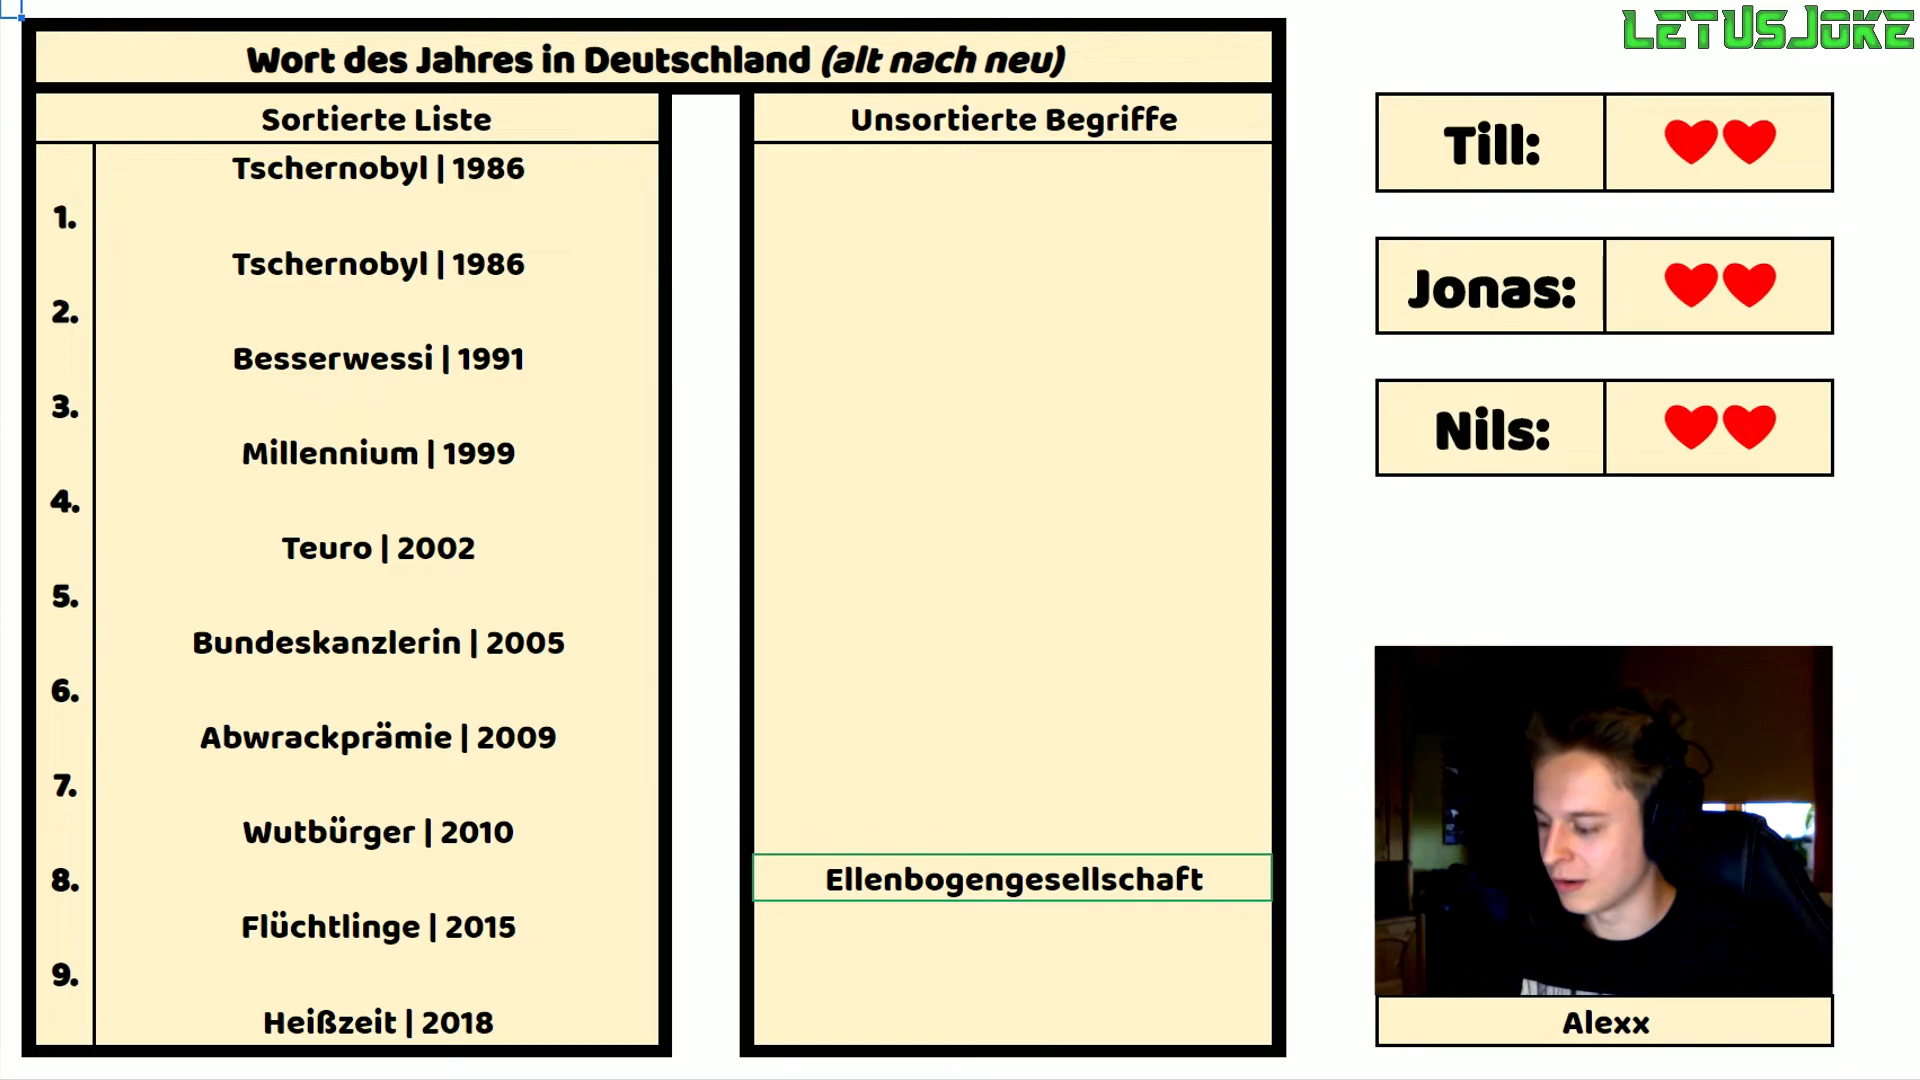 LETUSJOKE
Wort des Jahres in Deutschland (alt nach neu)
Sortierte Liste
Unsortierte Begriffe
Tschernobyl | 1986
1.
Tschernobyl | 1986
2.
Besserwessi | 1991
3.
Millennium | 1999
4.
Teuro | 2002
5.
Bundeskanzlerin | 2005
6.
Abwrackprämie | 2009
7.
Wutbürger | 2010
8.
Flüchtlinge | 2015
9.
Heißzeit | 2018
Ellenbogengesellschaft
Till:
Jonas:
Nils:
Alexx